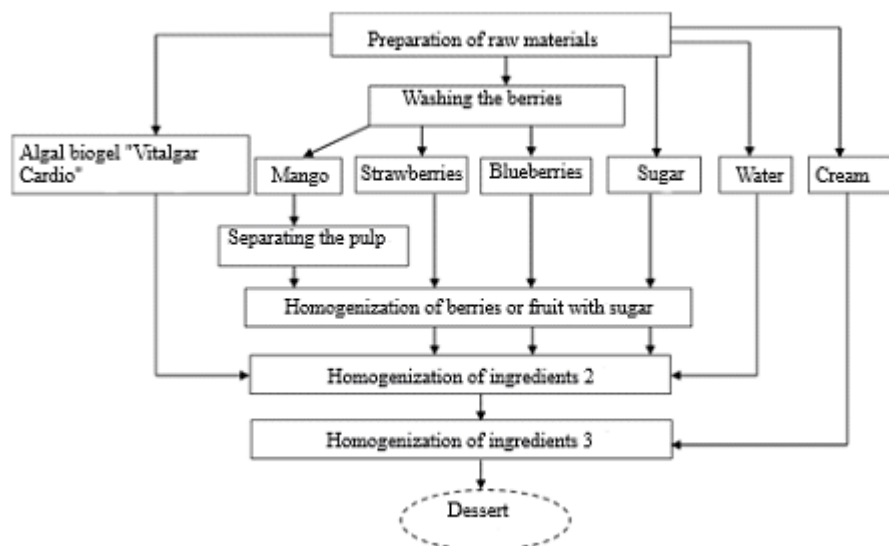 Preparation of raw materials
Washing the berries
Algal biogel "Vitalgar
Cardio"
Mango
Strawberries
Blueberries
Sugar
Water
Cream
Separating the pulp
Homogenization of berries or fruit with sugar
Homogenization of ingredients 2
Homogenization of ingredients 3
Dessert